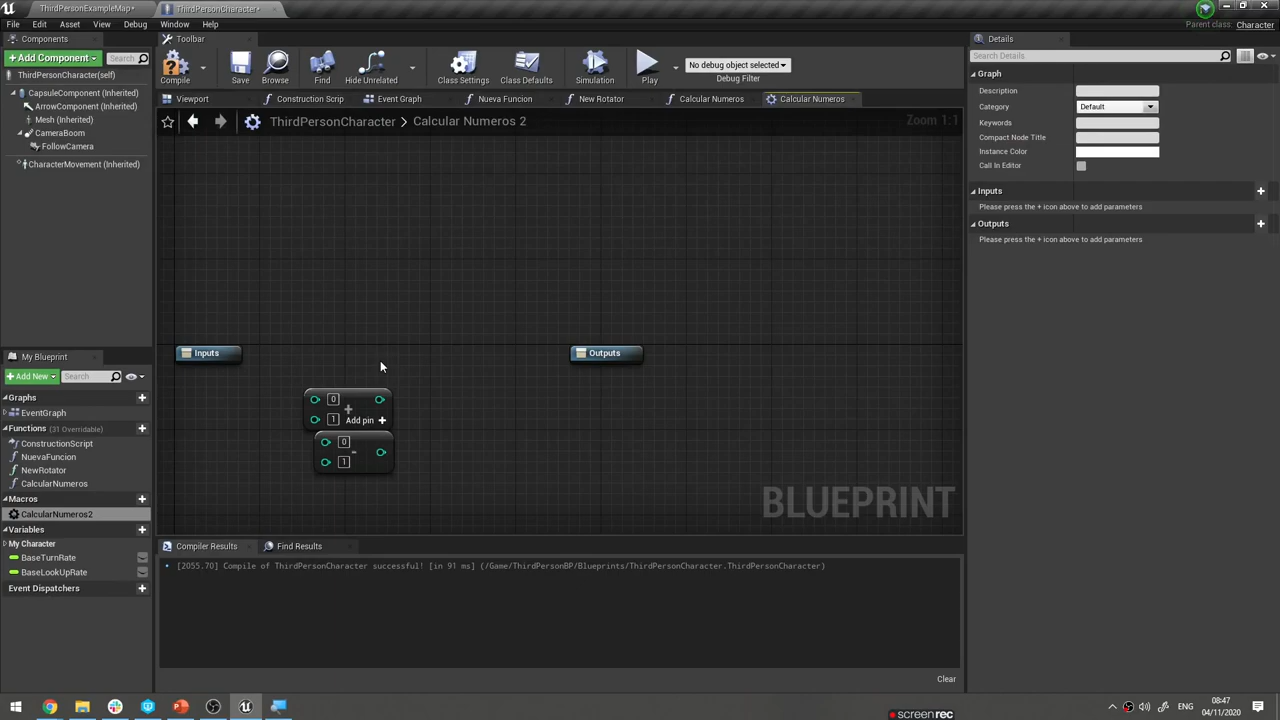 ThirdPersonExampleMap*
ThirdPersonCharacter*
File Edit Asset View Debug Window Help
Parent class: Character
Components
Toolbar
Details
+ Add Component
Search
Compile
Save
Browse
Find
Hide Unrelated
Class Settings
Class Defaults
Simulation
Play
No debug object selected
Debug Filter
Search Details
ThirdPersonCharacter(self)
CapsuleComponent (Inherited)
ArrowComponent (Inherited)
Mesh (Inherited)
CameraBoom
FollowCamera
CharacterMovement (Inherited)
Viewport
Construction Scrip
Event Graph
Nueva Funcion
New Rotator
Calcular Numeros
Calcular Numeros
ThirdPersonCharacter > Calcular Numeros 2
Zoom 1:1
Inputs
Outputs
0
+
1
Add pin +
0
-
1
BLUEPRINT
Graph
Description
Category
Default
Keywords
Compact Node Title
Instance Color
Call In Editor
Inputs
Please press the + icon above to add parameters
Outputs
Please press the + icon above to add parameters
My Blueprint
+ Add New
Search
Graphs
EventGraph
Functions (31 Overridable)
ConstructionScript
NuevaFuncion
NewRotator
CalcularNumeros
Macros
CalcularNumeros2
Variables
My Character
BaseTurnRate
BaseLookUpRate
Event Dispatchers
Compiler Results
Find Results
[2055.70] Compile of ThirdPersonCharacter successful! [in 91 ms] (/Game/ThirdPersonBP/Blueprints/ThirdPersonCharacter.ThirdPersonCharacter)
Clear
ENG
08:47
04/11/2020
screenrec